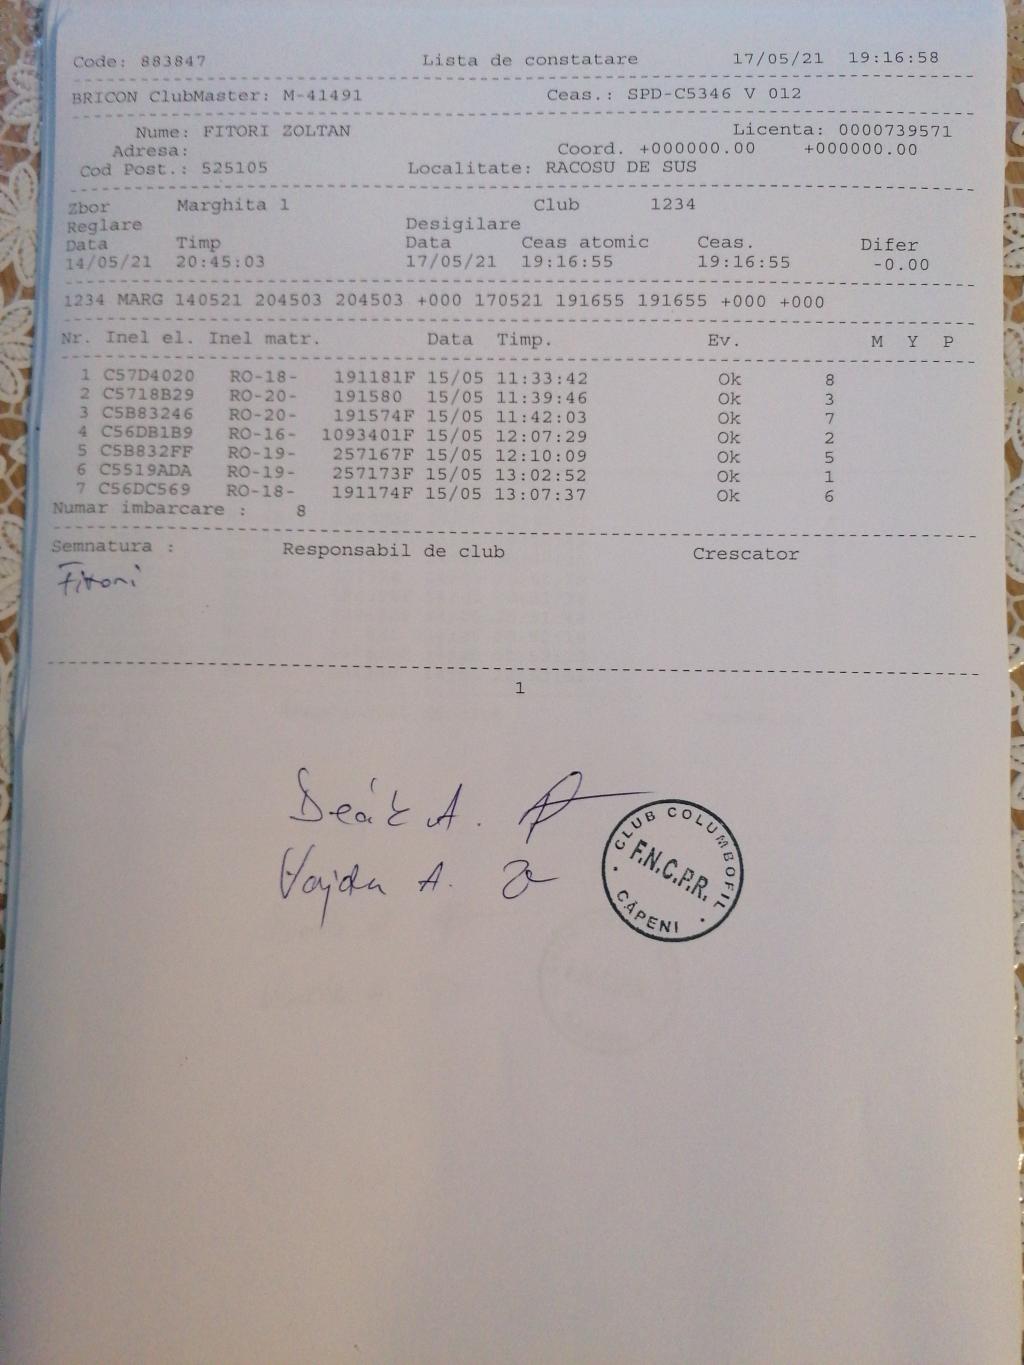 Code: 883847 Lista de constatare 17/05/21 19:16:58
BRICON ClubMaster: M-41491 Ceas.: SPD-C5346 V 012
Nume: FITORI ZOLTAN Licenta: 0000739571
Adresa: Coord. +000000.00 +000000.00
Cod Post.: 525105 Localitate: RACOSU DE SUS
Zbor Marghita 1 Club 1234
Reglare Desigilare
Data Timp Data Ceas atomic Ceas. Difer
14/05/21 20:45:03 17/05/21 19:16:55 19:16:55 -0.00
1234 MARG 140521 204503 204503 +000 170521 191655 191655 +000 +000
Nr. Inel el. Inel matr. Data Timp. Ev. M Y P
1 C57D4020 RO-18- 191181F 15/05 11:33:42 Ok 8
2 C5718B29 RO-20- 191580 15/05 11:39:46 Ok 3
3 C5B83246 RO-20- 191574F 15/05 11:42:03 Ok 7
4 C56DB1B9 RO-16- 1093401F 15/05 12:07:29 Ok 2
5 C5B832FF RO-19- 257167F 15/05 12:10:09 Ok 5
6 C5519ADA RO-19- 257173F 15/05 13:02:52 Ok 1
7 C56DC569 RO-18- 191174F 15/05 13:07:37 Ok 6
Numar imbarcare : 8
Semnatura : Responsabil de club Crescator
Fitori
1
Deák A.
Vajda A.
CLUB COLUMBOFIL
F.N.C.P.R.
CĂPENI